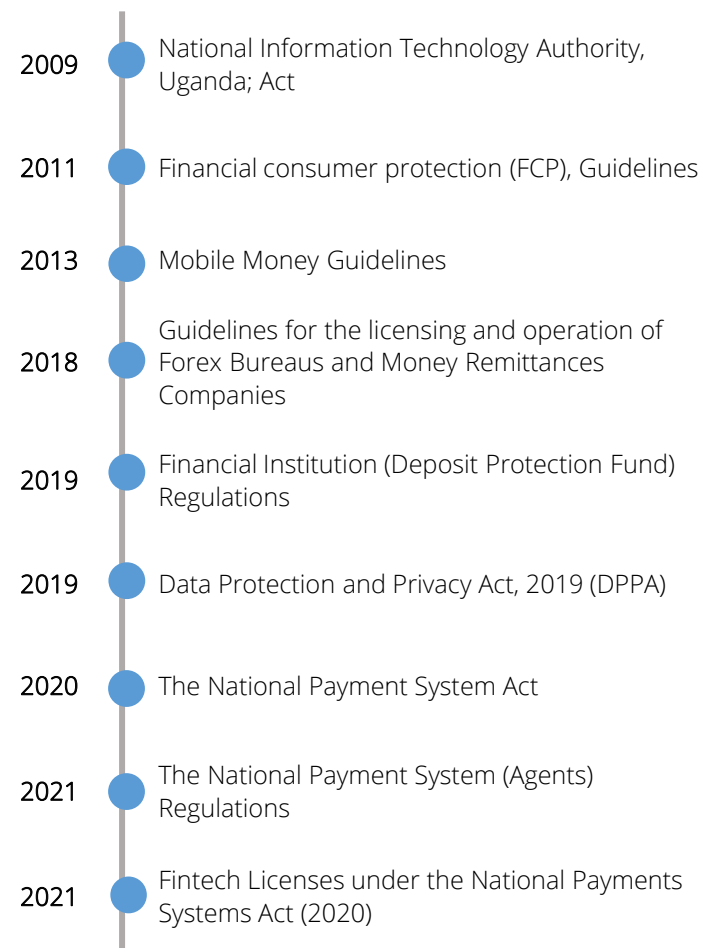 2009
National Information Technology Authority,
Uganda; Act
2011
Financial consumer protection (FCP), Guidelines
2013
Mobile Money Guidelines
2018
Guidelines for the licensing and operation of
Forex Bureaus and Money Remittances
Companies
2019
Financial Institution (Deposit Protection Fund)
Regulations
2019
Data Protection and Privacy Act, 2019 (DPPA)
2020
The National Payment System Act
2021
The National Payment System (Agents)
Regulations
2021
Fintech Licenses under the National Payments
Systems Act (2020)